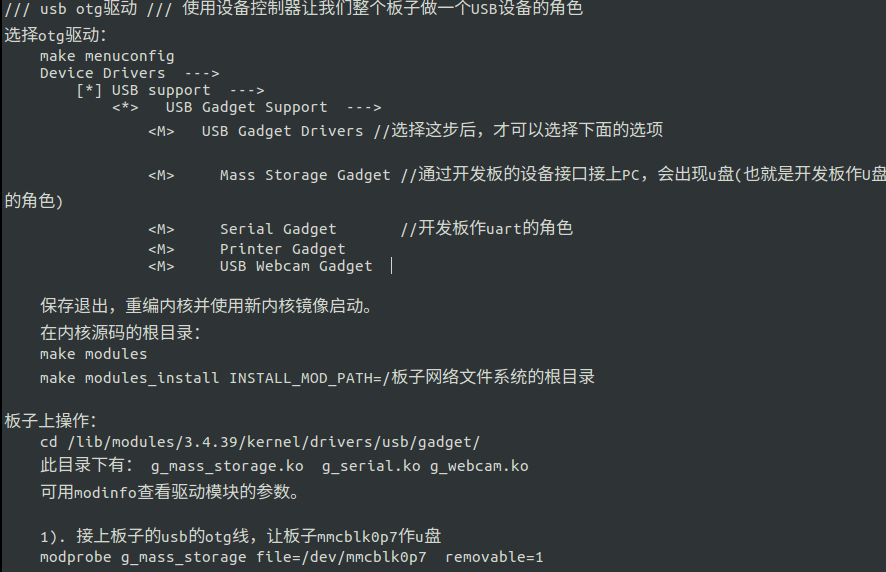 /// usb otg驱动 /// 使用设备控制器让我们整个板子做一个USB设备的角色
选择otg驱动:
make menuconfig
Device Drivers --->
[*] USB support --->
<*> USB Gadget Support --->
<M> USB Gadget Drivers //选择这步后，才可以选择下面的选项
<M> Mass Storage Gadget //通过开发板的设备接口接上PC，会出现u盘(也就是开发板作U盘
的角色)
<M> Serial Gadget //开发板作uart的角色
<M> Printer Gadget
<M> USB Webcam Gadget
保存退出，重编内核并使用新内核镜像启动。
在内核源码的根目录:
make modules
make modules_install INSTALL_MOD_PATH=/板子网络文件系统的根目录
板子上操作:
cd /lib/modules/3.4.39/kernel/drivers/usb/gadget/
此目录下有: g_mass_storage.ko g_serial.ko g_webcam.ko
可用modinfo查看驱动模块的参数。
1). 接上板子的usb的otg线，让板子mmcblk0p7作u盘
modprobe g_mass_storage file=/dev/mmcblk0p7 removable=1